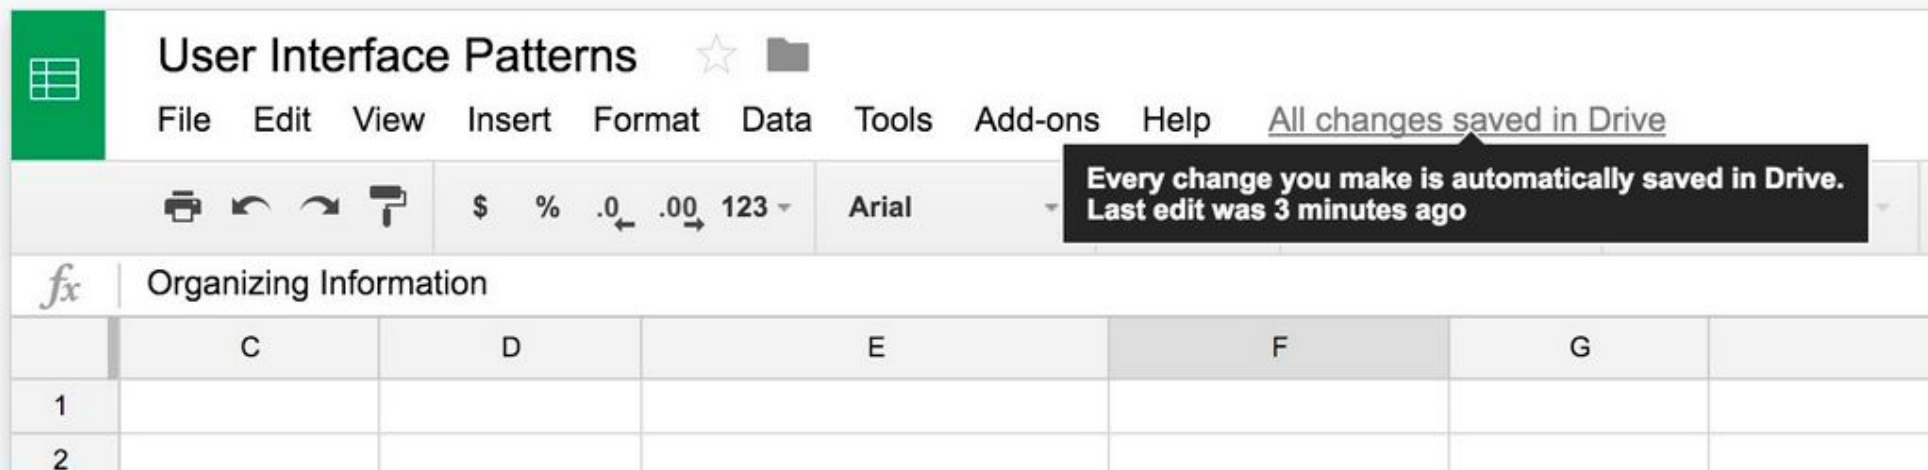 User Interface Patterns
File Edit View Insert Format Data Tools Add-ons Help All changes saved in Drive
Every change you make is automatically saved in Drive.
Last edit was 3 minutes ago
$ % .0 .00 123 Arial
fx Organizing Information
C D E F G
1
2